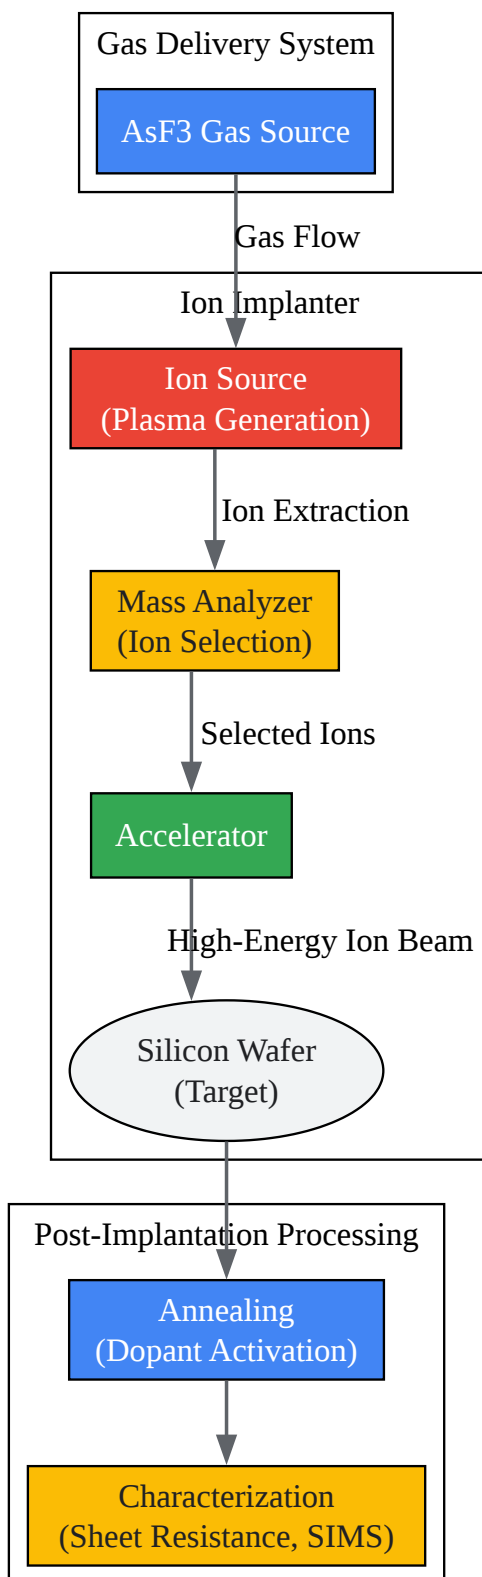 Gas Delivery System
AsF3 Gas Source
Gas Flow
Ion Implanter
Ion Source
(Plasma Generation)
Ion Extraction
Mass Analyzer
(Ion Selection)
Selected Ions
Accelerator
High-Energy Ion Beam
Silicon Wafer
(Target)
Post-Implantation Processing
Annealing
(Dopant Activation)
Characterization
(Sheet Resistance, SIMS)